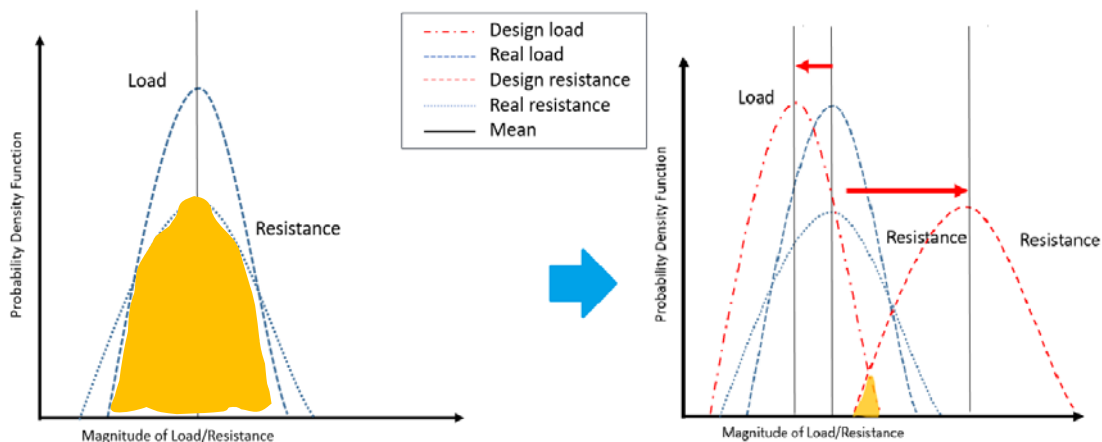 Load
Resistance
Probability Density Function
Magnitude of Load/Resistance
Design load
Real load
Design resistance
Real resistance
Mean
Load
Resistance
Resistance
Probability Density Function
Magnitude of Load/Resistance